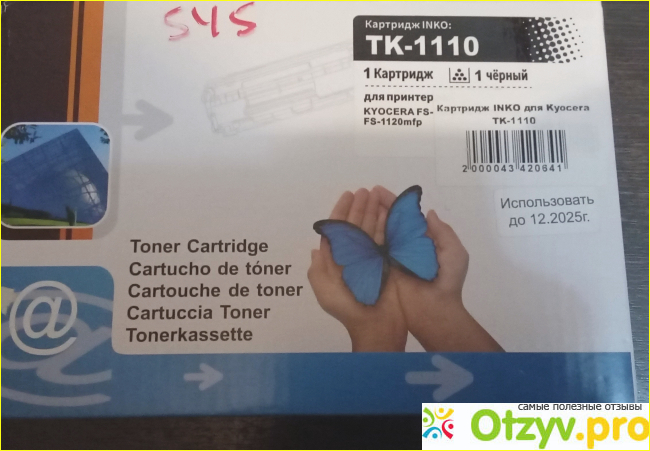 545
Картридж INKO:
TK-1110
1 Картридж 1 чёрный
для принтер
KYOCERA FS-
FS-1120mfp
Картридж INKO для Kyocera
TK-1110
2000043 420641
Использовать
до 12.2025г.
Toner Cartridge
Cartucho de tóner
Cartouche de toner
Cartuccia Toner
Tonerkassette
@
самые полезные отзывы
Otzyv.pro